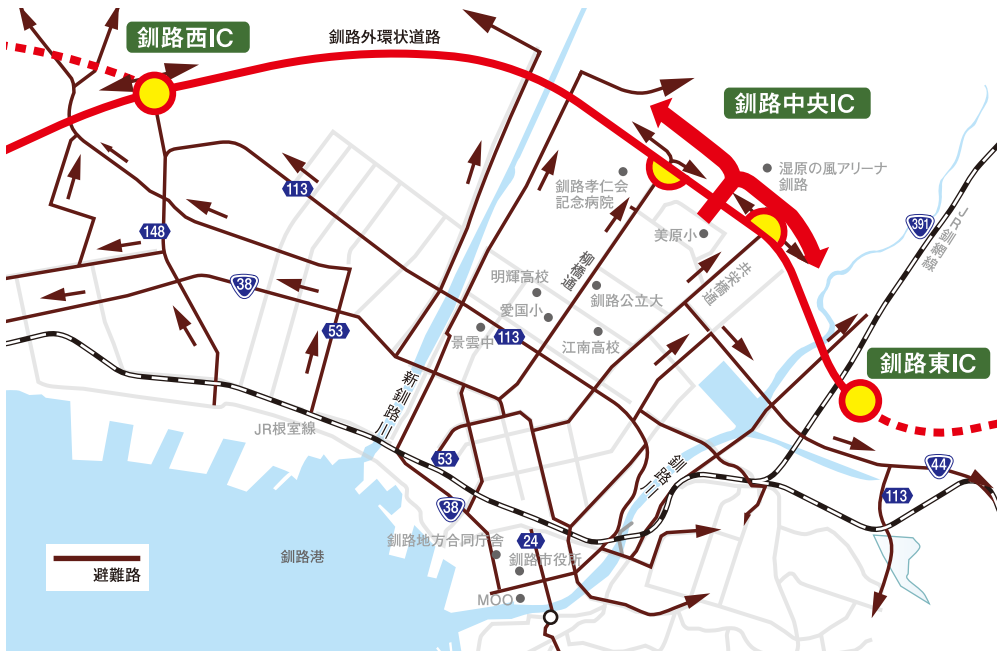 釧路西IC
釧路外環状道路
釧路中央IC
湿原の風アリーナ
釧路
釧路孝仁会
記念病院
113
391
JR釧網線
148
美原小
柳橋通
共栄橋通
38
明輝高校
釧路公立大
愛国小
53
景雲中
113
江南高校
釧路東IC
新釧路川
JR根室線
53
釧路川
44
113
38
24
釧路地方合同庁舎
釧路市役所
釧路港
MOO
避難路